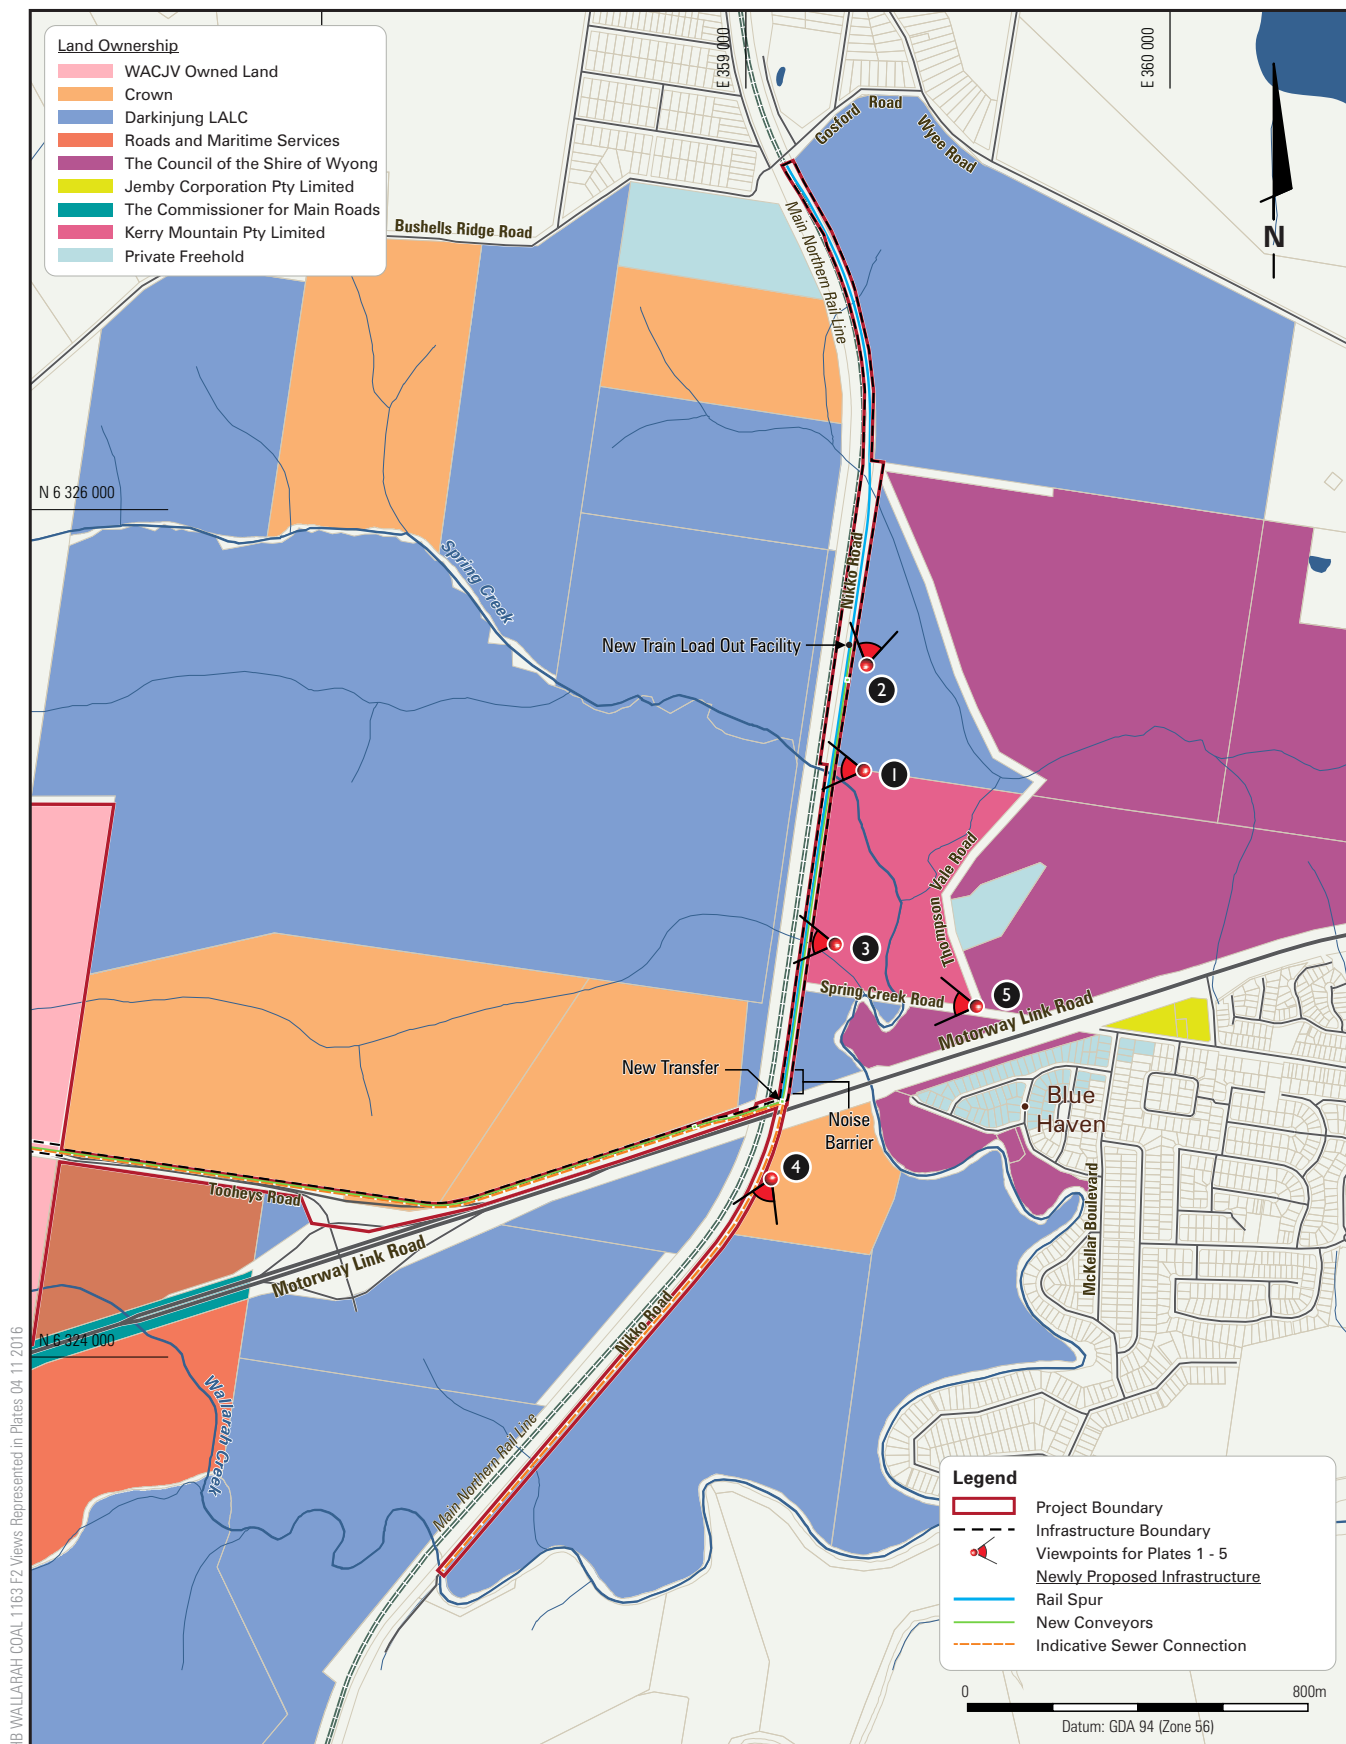 Land Ownership
WACJV Owned Land
Crown
Darkinjung LALC
Roads and Maritime Services
The Council of the Shire of Wyong
Jemby Corporation Pty Limited
The Commissioner for Main Roads
Kerry Mountain Pty Limited
Private Freehold
E 359 000
E 360 000
Gosford Road
Wyee Road
N
Bushells Ridge Road
Main Northern Rail Line
N 6 326 000
Spring Creek
Nikko Road
New Train Load Out Facility
2
1
Vale Road
Thompson
3
5
Spring Creek Road
Motorway Link Road
New Transfer
Noise
Barrier
Blue
Haven
4
McKellar Boulevard
Tooheys Road
Motorway Link Road
Nikko Road
N 6 324 000
Wallarah Creek
Main Northern Rail Line
Legend
Project Boundary
Infrastructure Boundary
Viewpoints for Plates 1 - 5
Newly Proposed Infrastructure
Rail Spur
New Conveyors
Indicative Sewer Connection
0 800m
Datum: GDA 94 (Zone 56)
HB WALLARAH COAL 1163 F2 Views Represented in Plates 04 11 2016